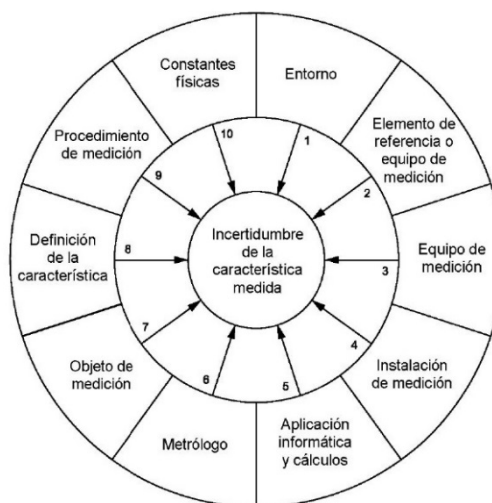 Constantes
físicas
Entorno
Elemento de
referencia o
equipo de
medición
Equipo de
medición
Instalación
de medición
Aplicación
informática
y cálculos
Metrólogo
Objeto de
medición
Definición
de la
característica
Procedimiento
de medición
10
1
2
3
4
5
6
7
8
9
Incertidumbre
de la
característica
medida